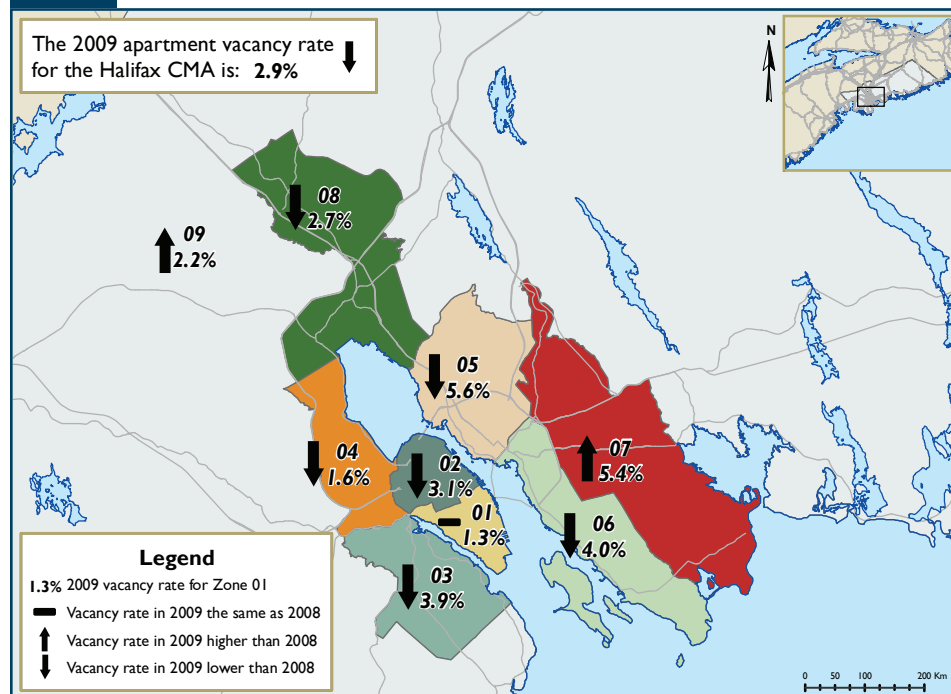 The 2009 apartment vacancy rate
for the Halifax CMA is: 2.9%
N
08
2.7%
09
2.2%
05
5.6%
04
1.6%
02
3.1%
07
5.4%
01
1.3%
06
4.0%
03
3.9%
Legend
1.3% 2009 vacancy rate for Zone 01
Vacancy rate in 2009 the same as 2008
Vacancy rate in 2009 higher than 2008
Vacancy rate in 2009 lower than 2008
0 50 100 200 Km